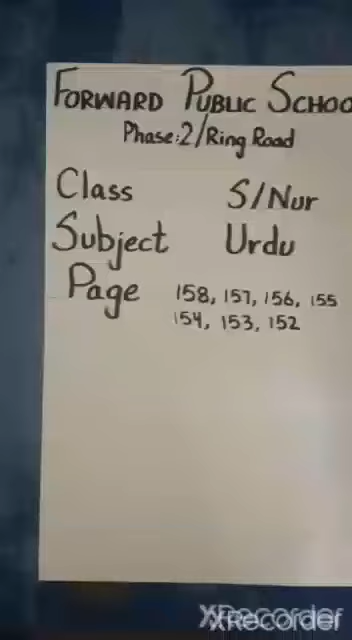 FORWARD PUBLIC SCHOO
Phase:2/Ring Road
Class S/Nur
Subject Urdu
Page 158, 157, 156, 155
154, 153, 152
XRecorder
XRecorder